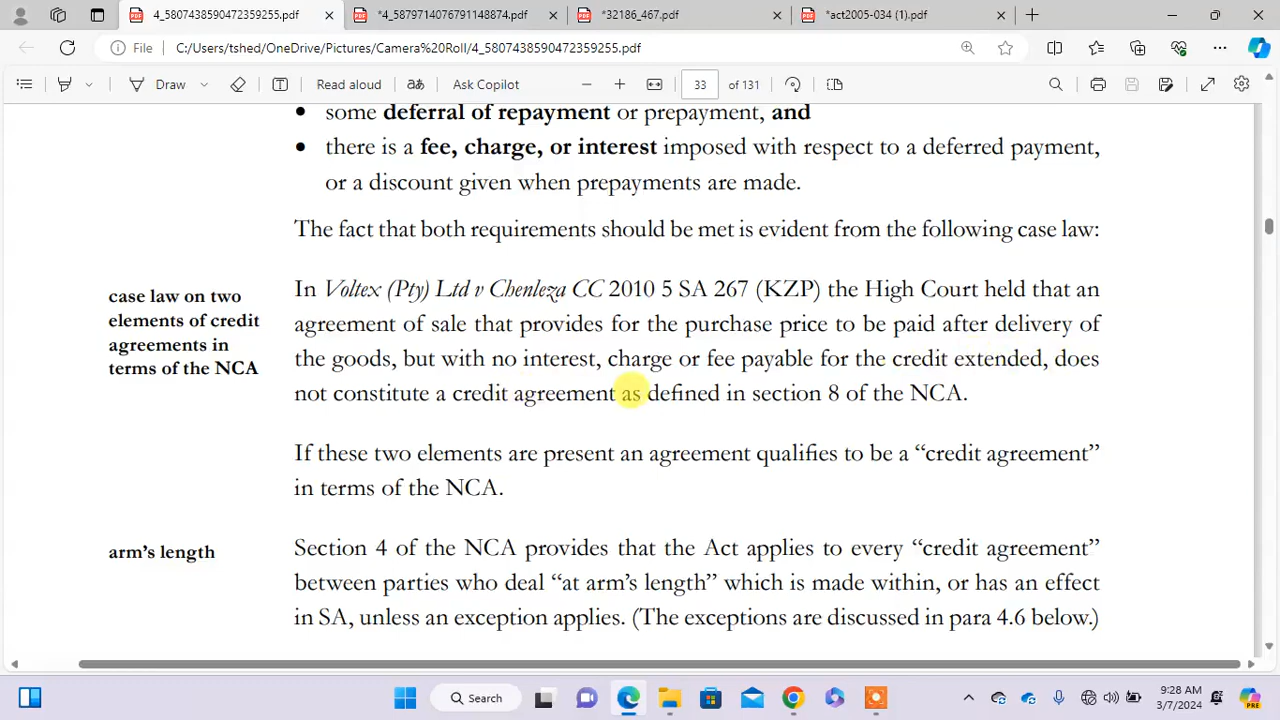 4_5807438590472359255.pdf
*4_5879714076791148874.pdf
*32186_467.pdf
*act2005-034 (1).pdf
File
C:/Users/tshed/OneDrive/Pictures/Camera%20Roll/4_5807438590472359255.pdf
Draw
Read aloud
Ask Copilot
33 of 131
• some deferral of repayment or prepayment, and
• there is a fee, charge, or interest imposed with respect to a deferred payment,
or a discount given when prepayments are made.
The fact that both requirements should be met is evident from the following case law:
case law on two
elements of credit
agreements in
terms of the NCA
In Voltex (Pty) Ltd v Chenleza CC 2010 5 SA 267 (KZP) the High Court held that an
agreement of sale that provides for the purchase price to be paid after delivery of
the goods, but with no interest, charge or fee payable for the credit extended, does
not constitute a credit agreement as defined in section 8 of the NCA.
If these two elements are present an agreement qualifies to be a “credit agreement”
in terms of the NCA.
arm’s length
Section 4 of the NCA provides that the Act applies to every “credit agreement”
between parties who deal “at arm’s length” which is made within, or has an effect
in SA, unless an exception applies. (The exceptions are discussed in para 4.6 below.)
Search
9:28 AM
3/7/2024
PRE